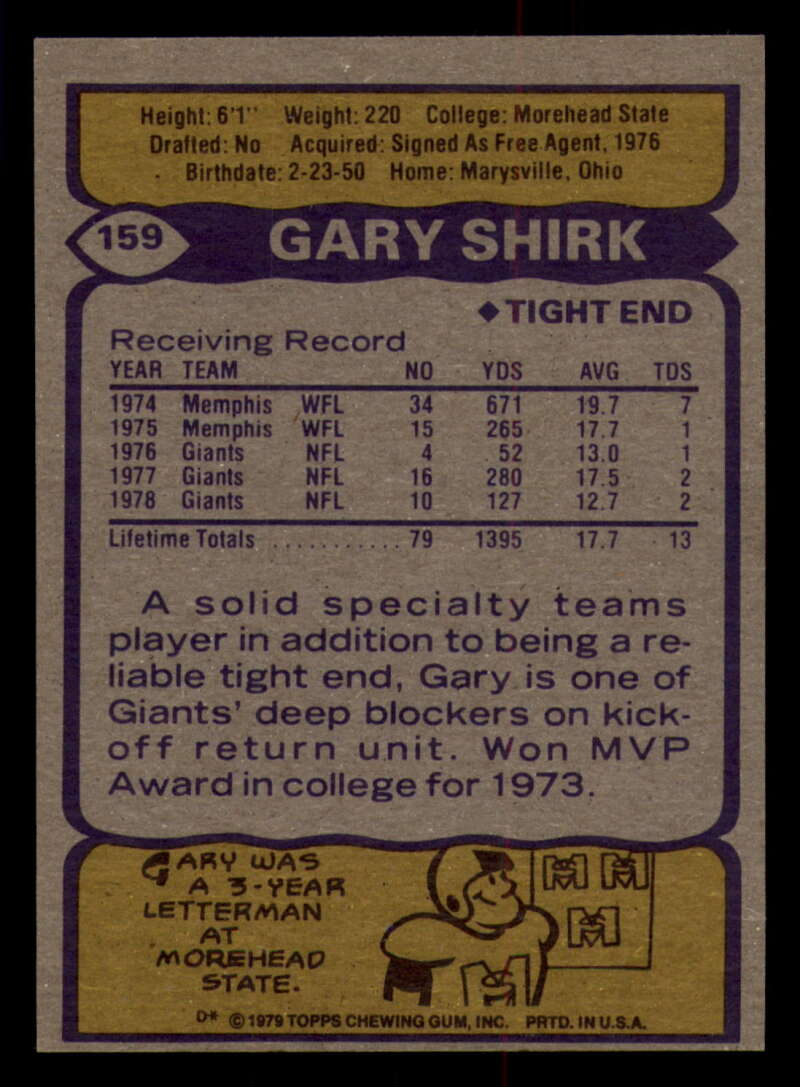 Height: 6'1" Weight: 220 College: Morehead State
Drafted: No Acquired: Signed As Free Agent, 1976
Birthdate: 2-23-50 Home: Marysville, Ohio
159 GARY SHIRK
◆TIGHT END
Receiving Record
YEAR TEAM NO YDS AVG TDS
1974 Memphis WFL 34 671 19.7 7
1975 Memphis WFL 15 265 17.7 1
1976 Giants NFL 4 52 13.0 1
1977 Giants NFL 16 280 17.5 2
1978 Giants NFL 10 127 12.7 2
Lifetime Totals ........... 79 1395 17.7 13
A solid specialty teams
player in addition to being a re-
liable tight end, Gary is one of
Giants' deep blockers on kick-
off return unit. Won MVP
Award in college for 1973.
GARY WAS
A 3-YEAR
LETTERMAN
AT
MOREHEAD
STATE.
MS MS
MS
MS
D* © 1979 TOPPS CHEWING GUM, INC. PRTD. IN U.S.A.